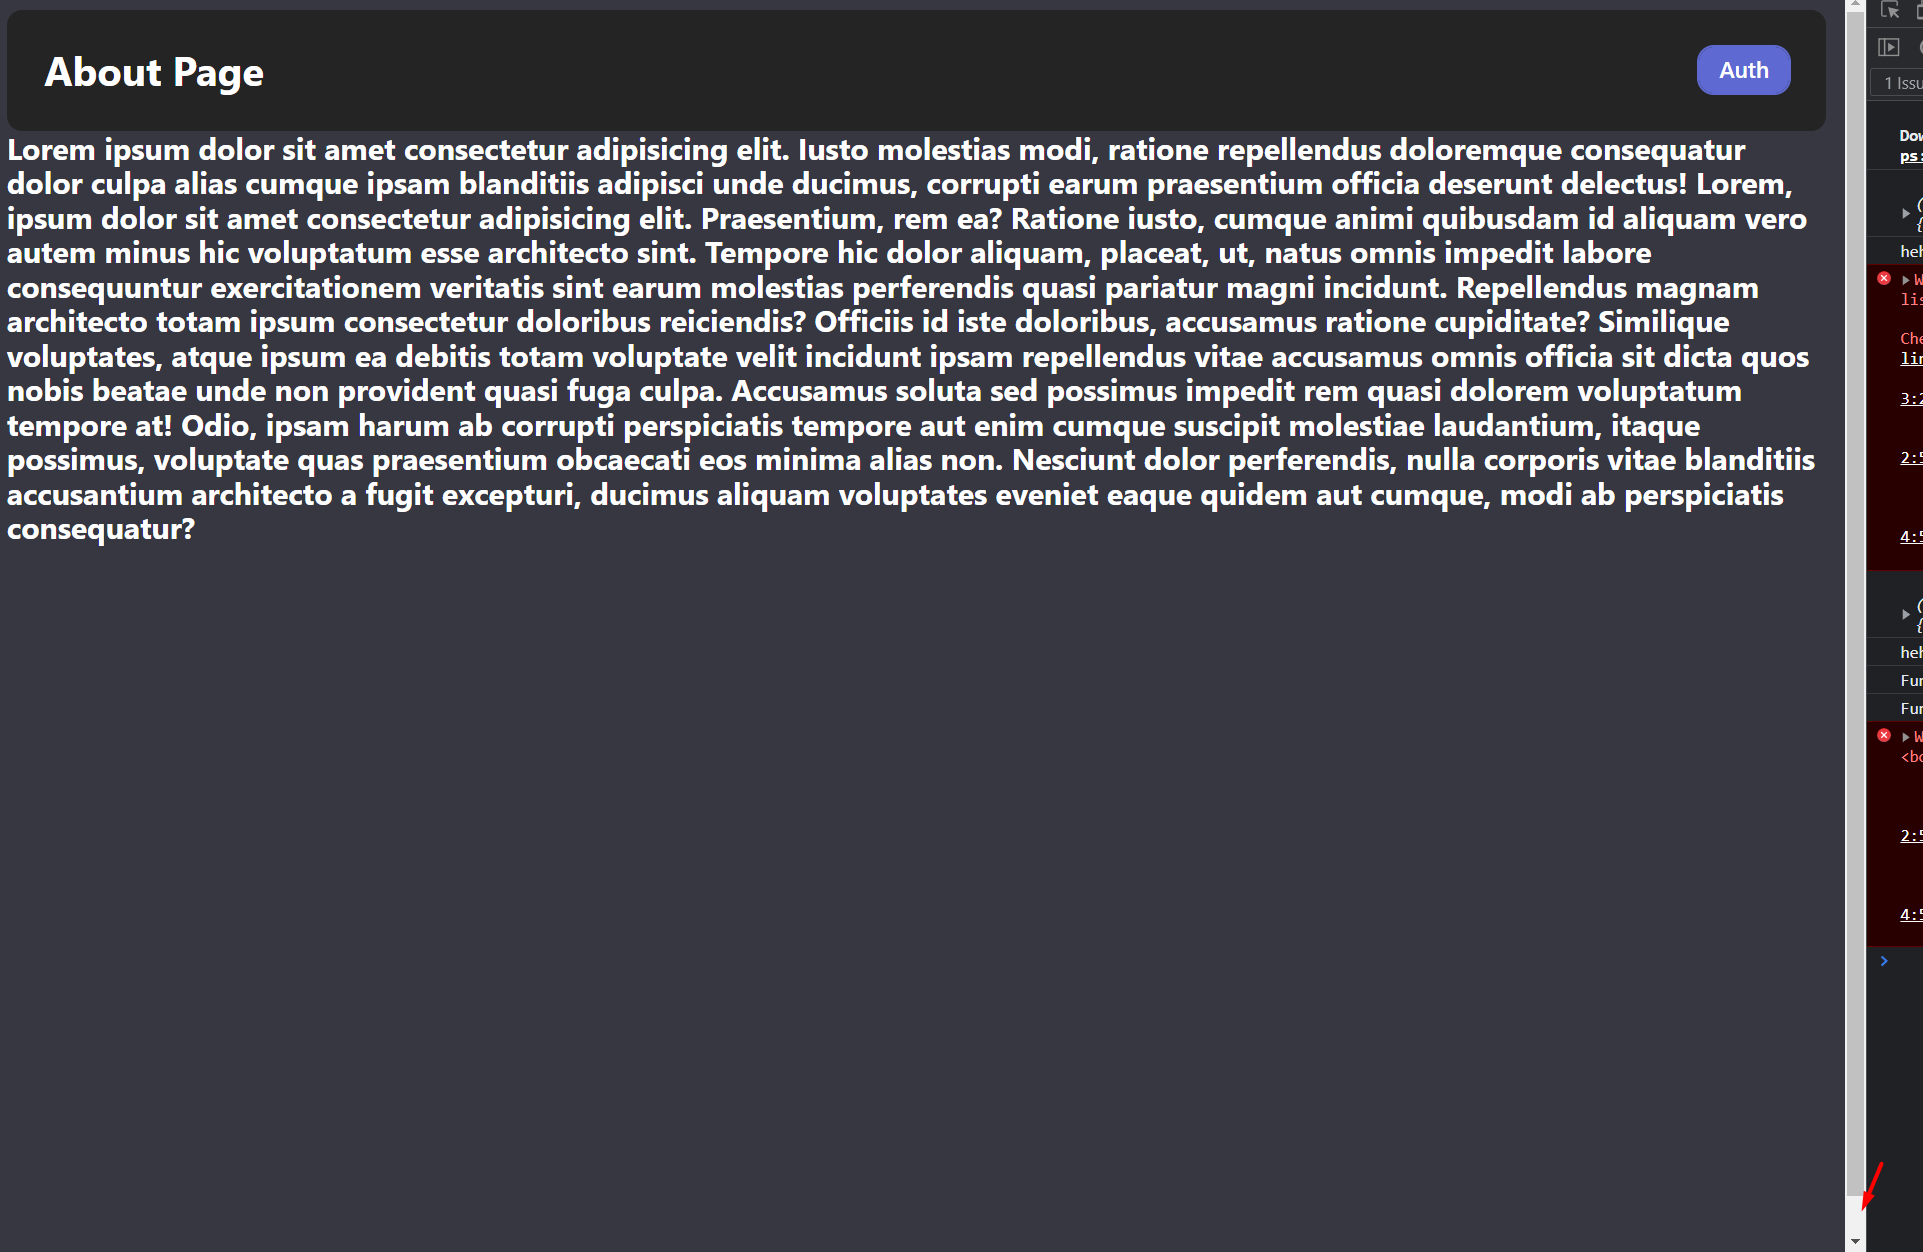 About Page
Auth
Lorem ipsum dolor sit amet consectetur adipisicing elit. Iusto molestias modi, ratione repellendus doloremque consequatur
dolor culpa alias cumque ipsam blanditiis adipisci unde ducimus, corrupti earum praesentium officia deserunt delectus! Lorem,
ipsum dolor sit amet consectetur adipisicing elit. Praesentium, rem ea? Ratione iusto, cumque animi quibusdam id aliquam vero
autem minus hic voluptatum esse architecto sint. Tempore hic dolor aliquam, placeat, ut, natus omnis impedit labore
consequuntur exercitationem veritatis sint earum molestias perferendis quasi pariatur magni incidunt. Repellendus magnam
architecto totam ipsum consectetur doloribus reiciendis? Officiis id iste doloribus, accusamus ratione cupiditate? Similique
voluptates, atque ipsum ea debitis totam voluptate velit incidunt ipsam repellendus vitae accusamus omnis officia sit dicta quos
nobis beatae unde non provident quasi fuga culpa. Accusamus soluta sed possimus impedit rem quasi dolorem voluptatum
tempore at! Odio, ipsam harum ab corrupti perspiciatis tempore aut enim cumque suscipit molestiae laudantium, itaque
possimus, voluptate quas praesentium obcaecati eos minima alias non. Nesciunt dolor perferendis, nulla corporis vitae blanditiis
accusantium architecto a fugit excepturi, ducimus aliquam voluptates eveniet eaque quidem aut cumque, modi ab perspiciatis
consequatur?
1 Issu
Dow
ps:
(
{
heh
W
lis
Che
lin
3:2
2:5
4:5
(
{
heh
Fun
Fun
W
<bo
2:5
4:5